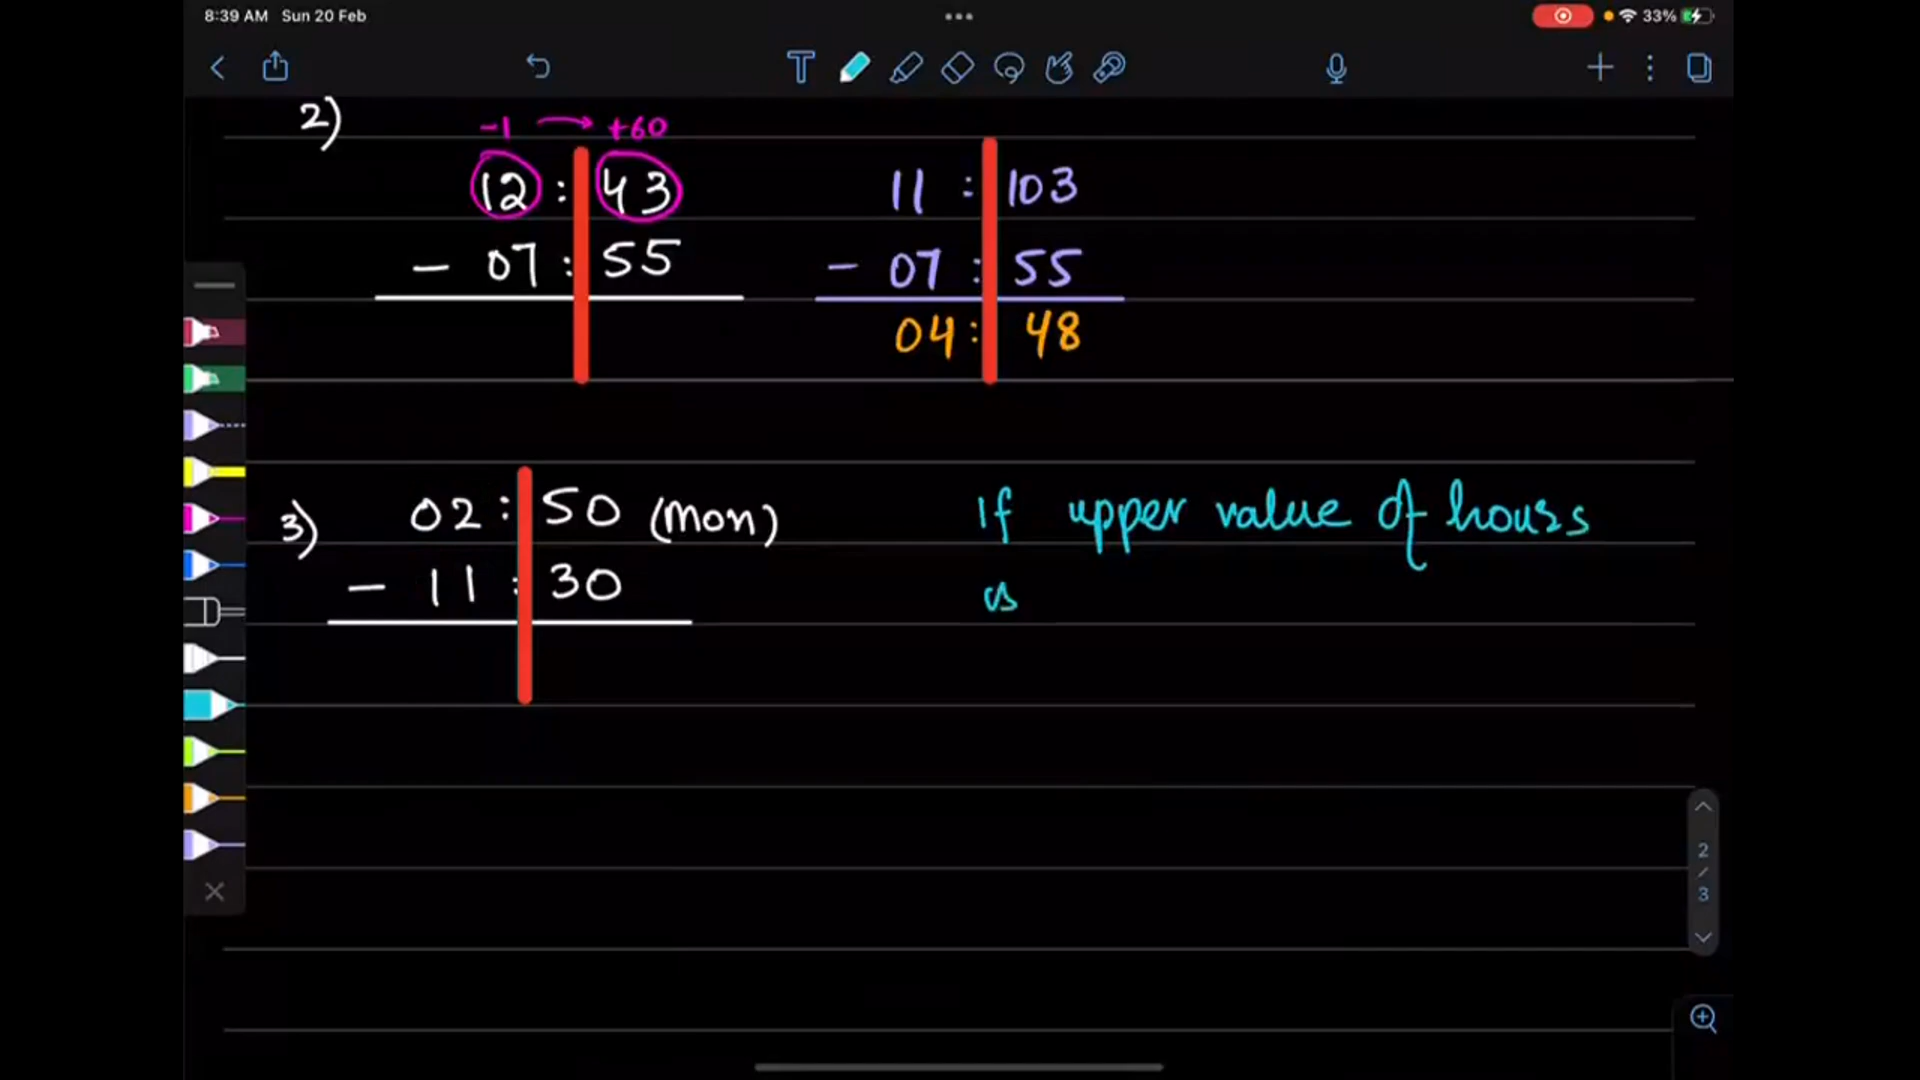 8:39 AM Sun 20 Feb
33%
2)
-1 → +60
12 : 43
11 : 103
- 07 : 55
- 07 : 55
04 : 48
3)
02 : 50 (Mon)
- 11 : 30
If upper value of hours
is
2
/
3